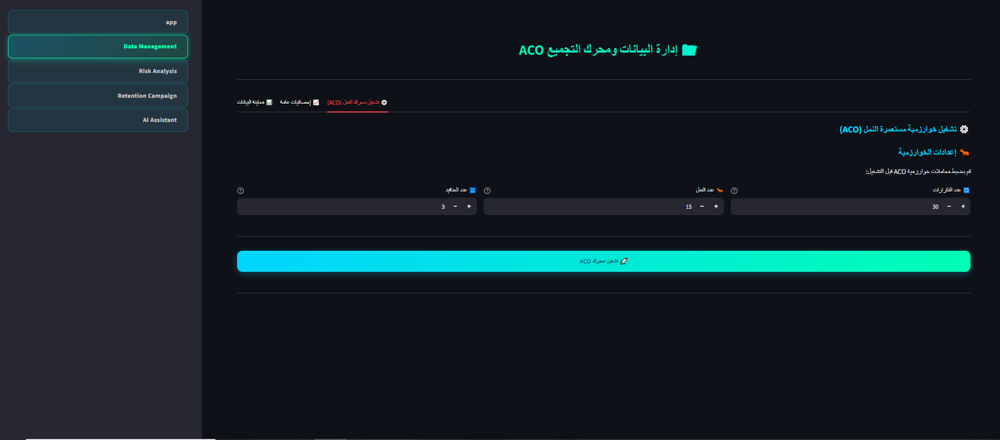 app
Data Management
Risk Analysis
Retention Campaign
AI Assistant
إدارة البيانات ومحرك التجميع ACO
معاينة البيانات
إحصائيات عامة
تشغيل محرك النمل (ACO)
تشغيل خوارزمية مستعمرة النمل (ACO)
إعدادات الخوارزمية
قم بضبط معاملات خوارزمية ACO قبل التشغيل:
عدد التكرارات
30
عدد النمل
15
عدد العناقيد
3
تشغيل محرك ACO